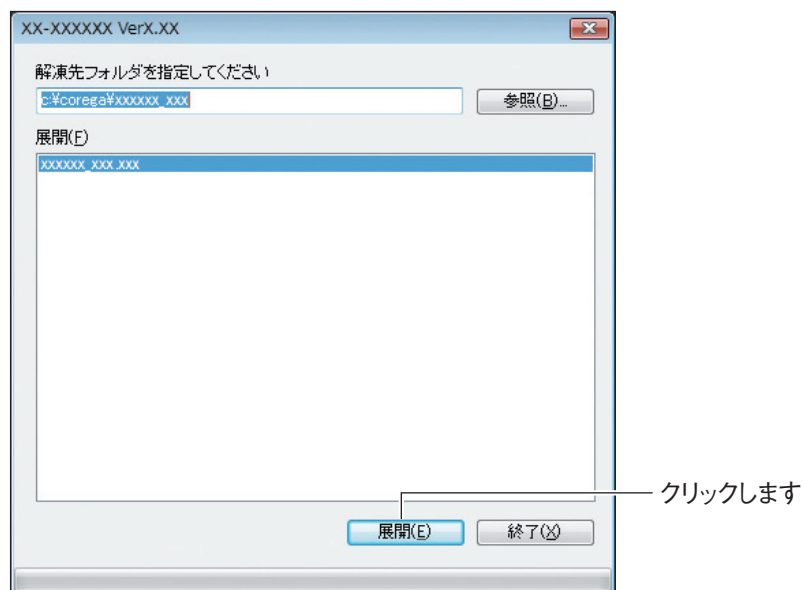 XX-XXXXXX VerX.XX
解凍先フォルダを指定してください
c:¥corega¥xxxxxx_xxx
参照(B)...
展開(F)
xxxxxx_xxx.xxx
クリックします
展開(E)
終了(X)